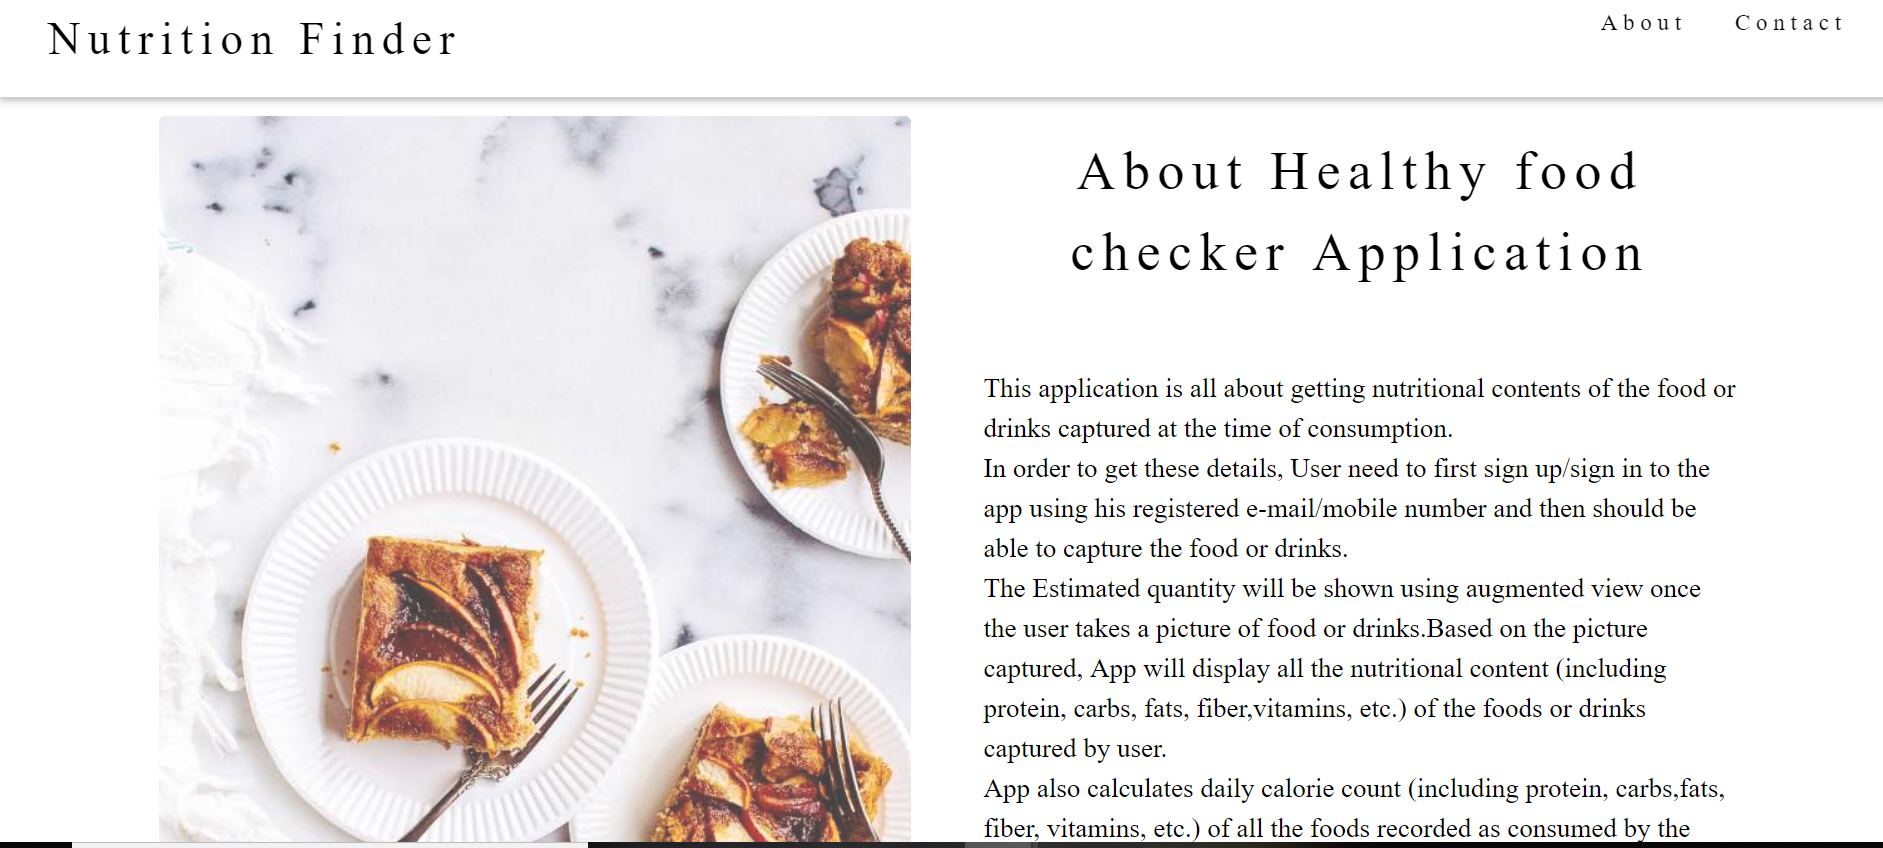 Nutrition Finder
About Contact
About Healthy food
checker Application
This application is all about getting nutritional contents of the food or
drinks captured at the time of consumption.
In order to get these details, User need to first sign up/sign in to the
app using his registered e-mail/mobile number and then should be
able to capture the food or drinks.
The Estimated quantity will be shown using augmented view once
the user takes a picture of food or drinks.Based on the picture
captured, App will display all the nutritional content (including
protein, carbs, fats, fiber,vitamins, etc.) of the foods or drinks
captured by user.
App also calculates daily calorie count (including protein, carbs,fats,
fiber, vitamins, etc.) of all the foods recorded as consumed by the